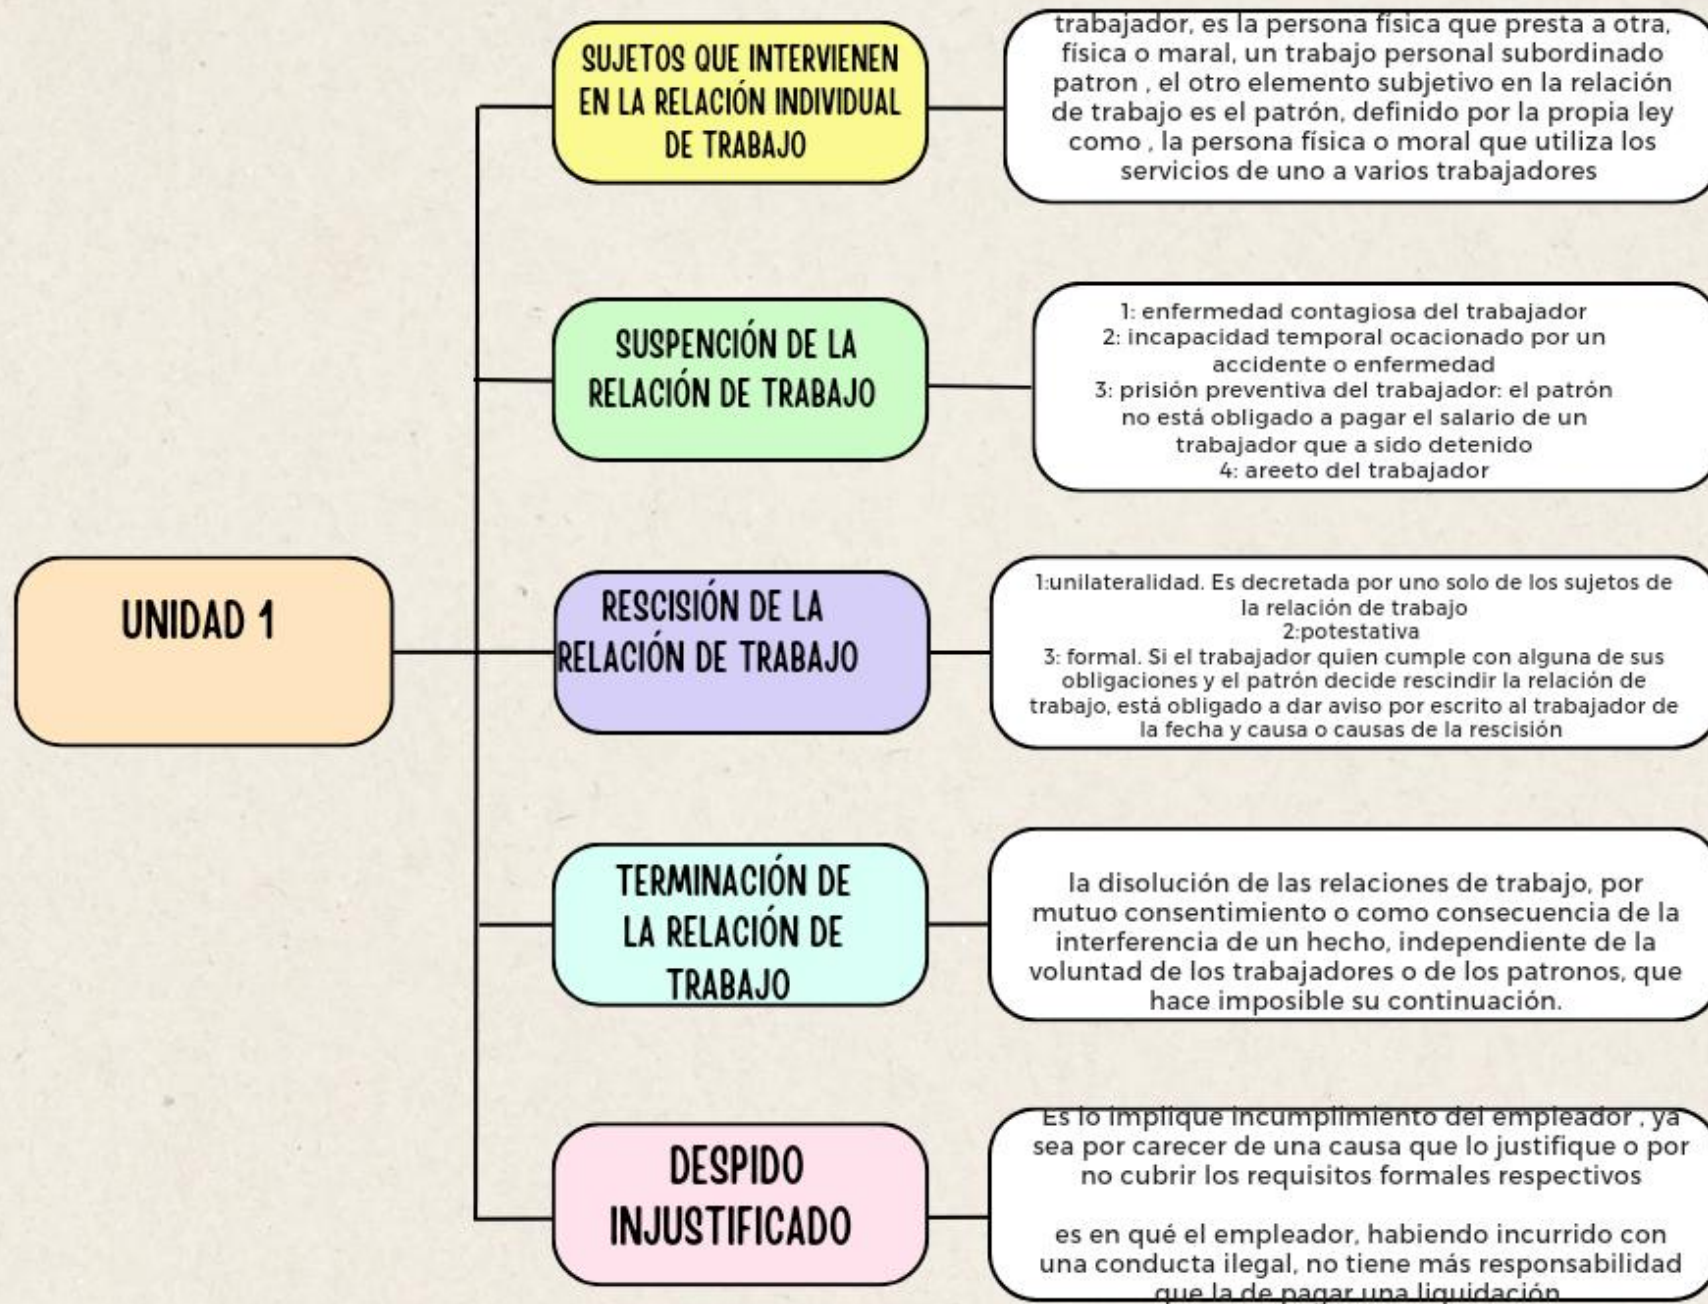 UNIDAD 1
SUJETOS QUE INTERVIENEN
EN LA RELACIÓN INDIVIDUAL
DE TRABAJO
trabajador, es la persona física que presta a otra,
física o maral, un trabajo personal subordinado
patron , el otro elemento subjetivo en la relación
de trabajo es el patrón, definido por la propia ley
como , la persona física o moral que utiliza los
servicios de uno a varios trabajadores
SUSPENCIÓN DE LA
RELACIÓN DE TRABAJO
1: enfermedad contagiosa del trabajador
2: incapacidad temporal ocacionado por un
accidente o enfermedad
3: prisión preventiva del trabajador: el patrón
no está obligado a pagar el salario de un
trabajador que a sido detenido
4: areeto del trabajador
RESCISIÓN DE LA
RELACIÓN DE TRABAJO
1:unilateralidad. Es decretada por uno solo de los sujetos de
la relación de trabajo
2:potestativa
3: formal. Si el trabajador quien cumple con alguna de sus
obligaciones y el patrón decide rescindir la relación de
trabajo, está obligado a dar aviso por escrito al trabajador de
la fecha y causa o causas de la rescisión
TERMINACIÓN DE
LA RELACIÓN DE
TRABAJO
la disolución de las relaciones de trabajo, por
mutuo consentimiento o como consecuencia de la
interferencia de un hecho, independiente de la
voluntad de los trabajadores o de los patronos, que
hace imposible su continuación.
DESPIDO
INJUSTIFICADO
Es lo implique incumplimiento del empleador , ya
sea por carecer de una causa que lo justifique o por
no cubrir los requisitos formales respectivos
es en qué el empleador, habiendo incurrido con
una conducta ilegal, no tiene más responsabilidad
que la de pagar una liquidación